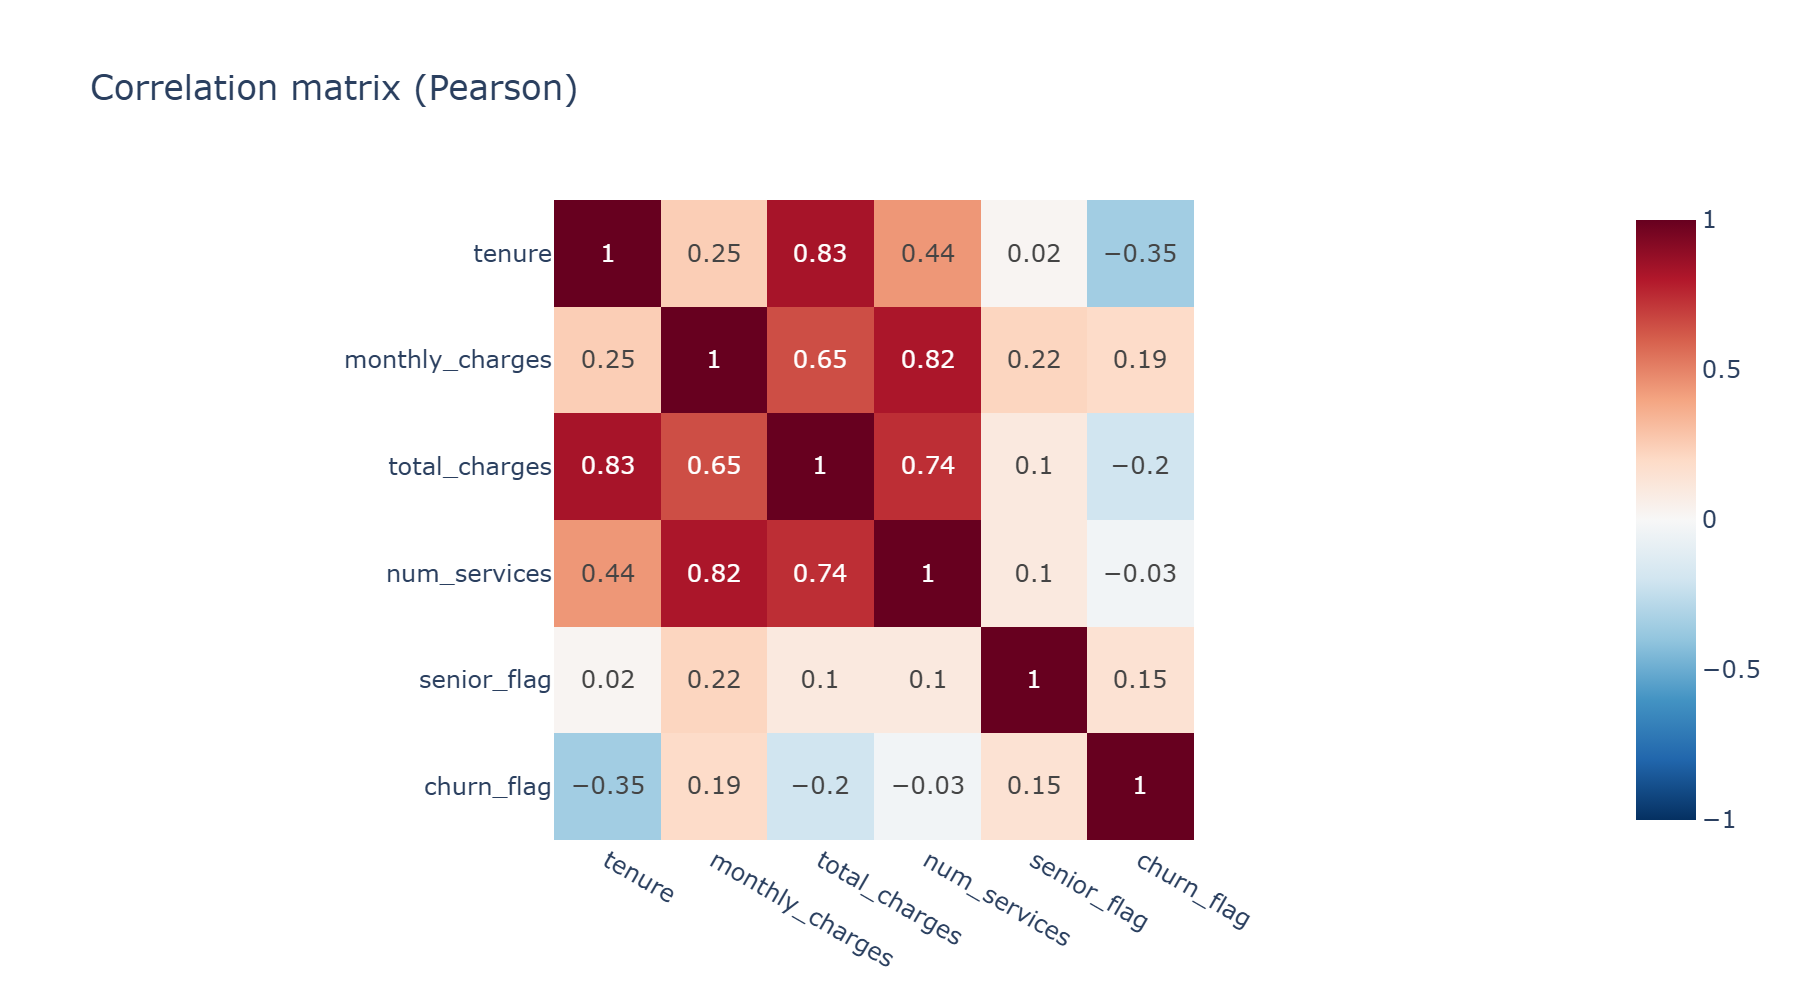 Correlation matrix (Pearson)
tenure 1 0.25 0.83 0.44 0.02 −0.35
monthly_charges 0.25 1 0.65 0.82 0.22 0.19
total_charges 0.83 0.65 1 0.74 0.1 −0.2
num_services 0.44 0.82 0.74 1 0.1 −0.03
senior_flag 0.02 0.22 0.1 0.1 1 0.15
churn_flag −0.35 0.19 −0.2 −0.03 0.15 1
tenure
monthly_charges
total_charges
num_services
senior_flag
churn_flag
1
0.5
0
−0.5
−1